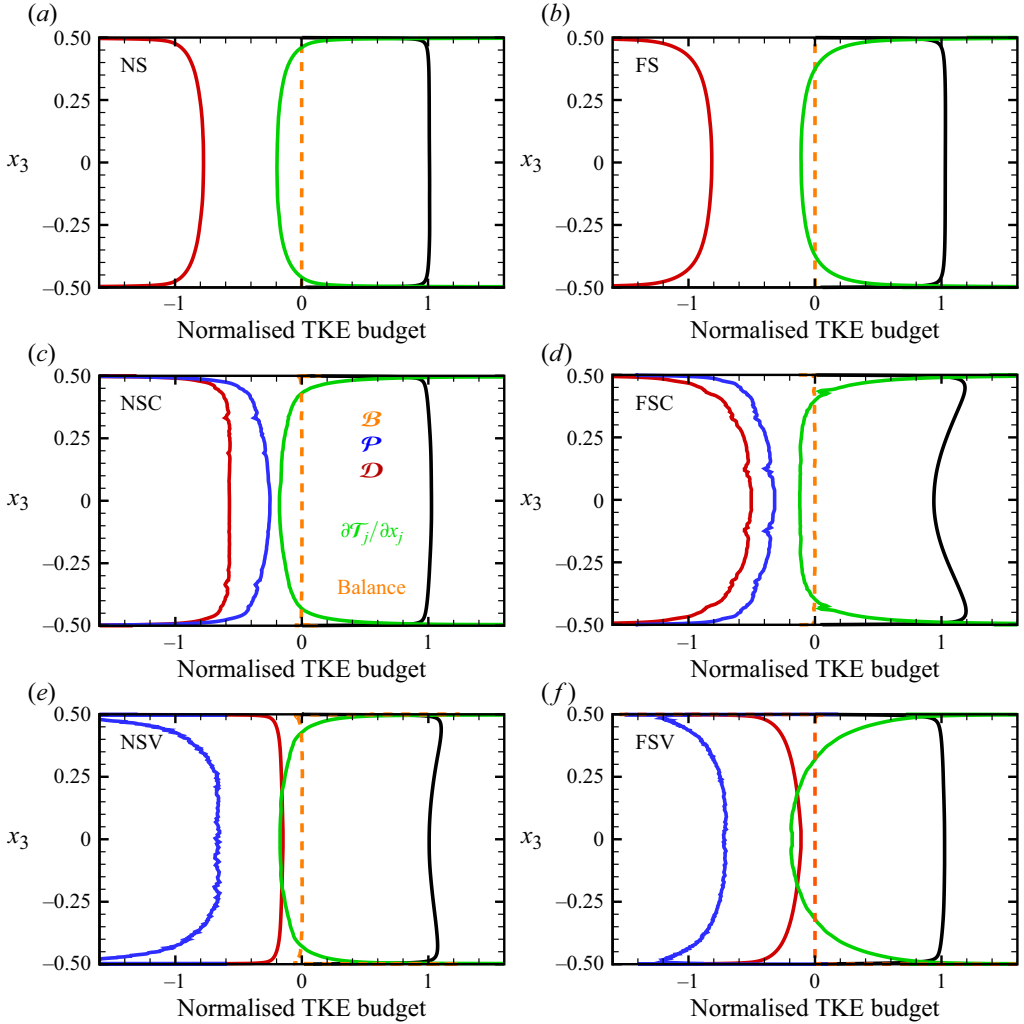 (a)
NS
0.50
0.25
x3
0
−0.25
−0.50
−1
0
1
Normalised TKE budget
(b)
FS
0.50
0.25
x3
0
−0.25
−0.50
−1
0
1
Normalised TKE budget
(c)
NSC
0.50
0.25
x3
0
−0.25
−0.50
ℬ
𝒫
𝒟
∂𝒯j/∂xj
Balance
−1
0
1
Normalised TKE budget
(d)
FSC
0.50
0.25
x3
0
−0.25
−0.50
−1
0
1
Normalised TKE budget
(e)
NSV
0.50
0.25
x3
0
−0.25
−0.50
−1
0
1
Normalised TKE budget
(f)
FSV
0.50
0.25
x3
0
−0.25
−0.50
−1
0
1
Normalised TKE budget